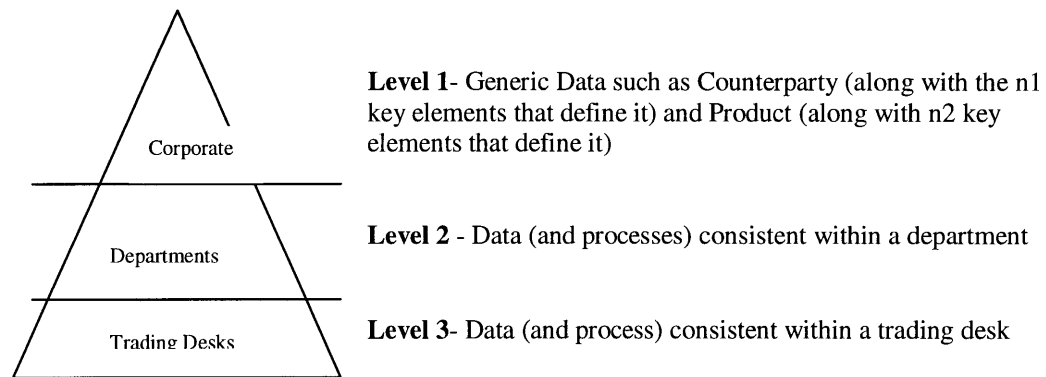 Level 1- Generic Data such as Counterparty (along with the n1
key elements that define it) and Product (along with n2 key
elements that define it)
Corporate
Level 2 - Data (and processes) consistent within a department
Departments
Level 3- Data (and process) consistent within a trading desk
Trading Desks